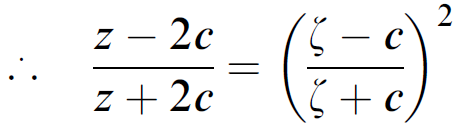 ∴ (z − 2c)/(z + 2c) = ((ζ − c)/(ζ + c))²